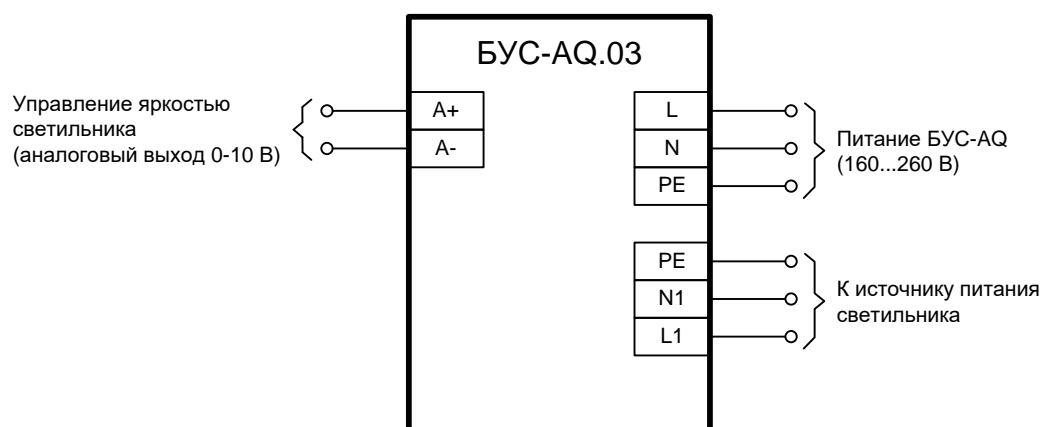 БУС-AQ.03
Управление яркостью
светильника
(аналоговый выход 0-10 В)
A+
A-
L
N
PE
Питание БУС-AQ
(160...260 В)
PE
N1
L1
К источнику питания
светильника